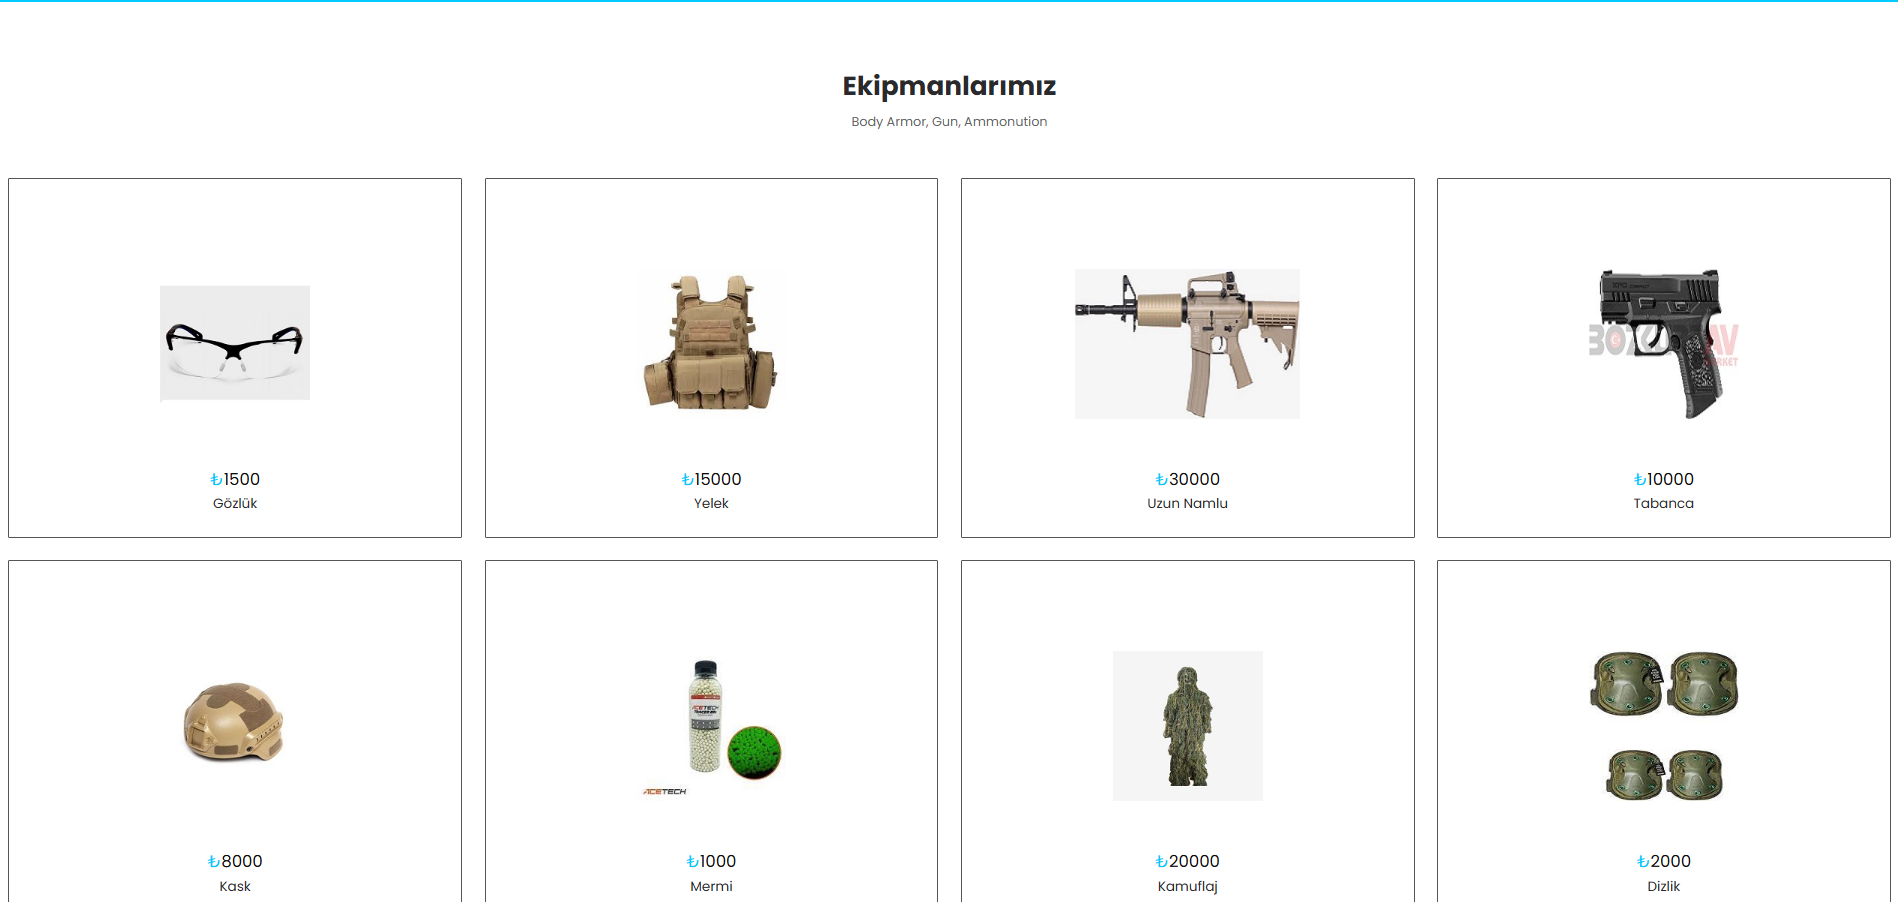 Ekipmanlarımız
Body Armor, Gun, Ammonution
₺1500
Gözlük
₺15000
Yelek
₺30000
Uzun Namlu
₺10000
Tabanca
₺8000
Kask
ACETECH
ACETECH
₺1000
Mermi
₺20000
Kamuflaj
₺2000
Dizlik